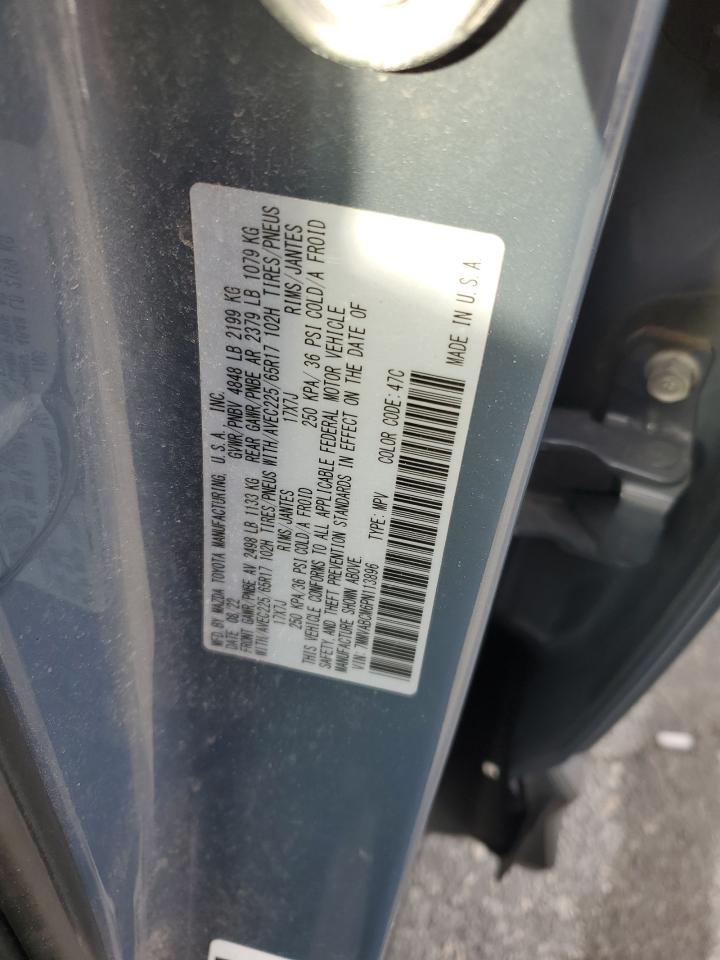 MFD. BY MAZDA TOYOTA MANUFACTURING, U.S.A., INC.
DATE 08/22 GVWR/PNBV 4848 LB 2199 KG
FRONT GAWR/PNBE AV 2498 LB 1133 KG REAR GAWR/PNBE AR 2379 LB 1079 KG
WITH/AVEC225/65R17 102H TIRES/PNEUS WITH/AVEC225/65R17 102H TIRES/PNEUS
17X7J RIMS/JANTES 17X7J RIMS/JANTES
250 KPA/36 PSI COLD/A FROID 250 KPA/ 36 PSI COLD/A FROID
THIS VEHICLE CONFORMS TO ALL APPLICABLE FEDERAL MOTOR VEHICLE
SAFETY, AND THEFT PREVENTION STANDARDS IN EFFECT ON THE DATE OF
MANUFACTURE SHOWN ABOVE.
VIN: 7MMVABCM6PN113896 TYPE: MPV COLOR CODE: 47C
MADE IN U.S.A.